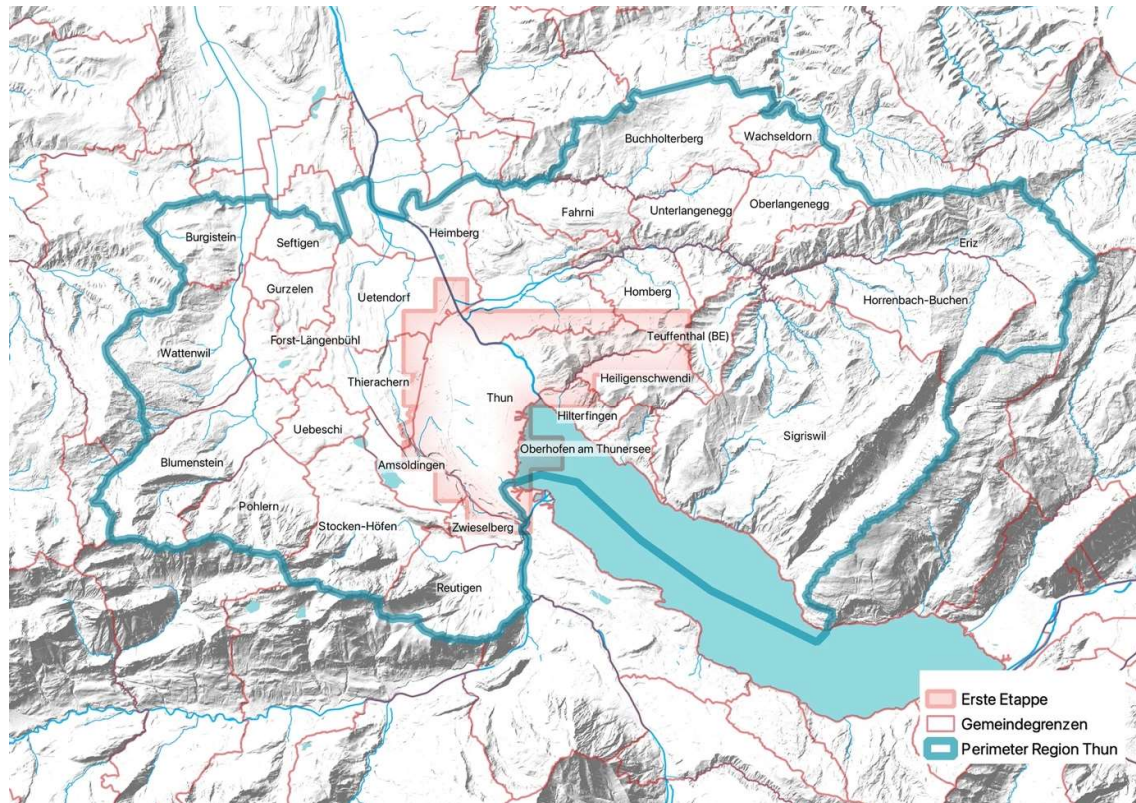 Buchholterberg
Wachseldorn
Fahrni
Unterlangenegg
Oberlangenegg
Burgistein
Seftigen
Heimberg
Eriz
Gurzelen
Uetendorf
Homberg
Horrenbach-Buchen
Wattenwil
Forst-Längenbühl
Teuffenthal (BE)
Thierachern
Heiligenschwendi
Thun
Hilterfingen
Uebeschi
Sigriswil
Oberhofen am Thunersee
Blumenstein
Amsoldingen
Pohlern
Stocken-Höfen
Zwieselberg
Reutigen
Erste Etappe
Gemeindegrenzen
Perimeter Region Thun